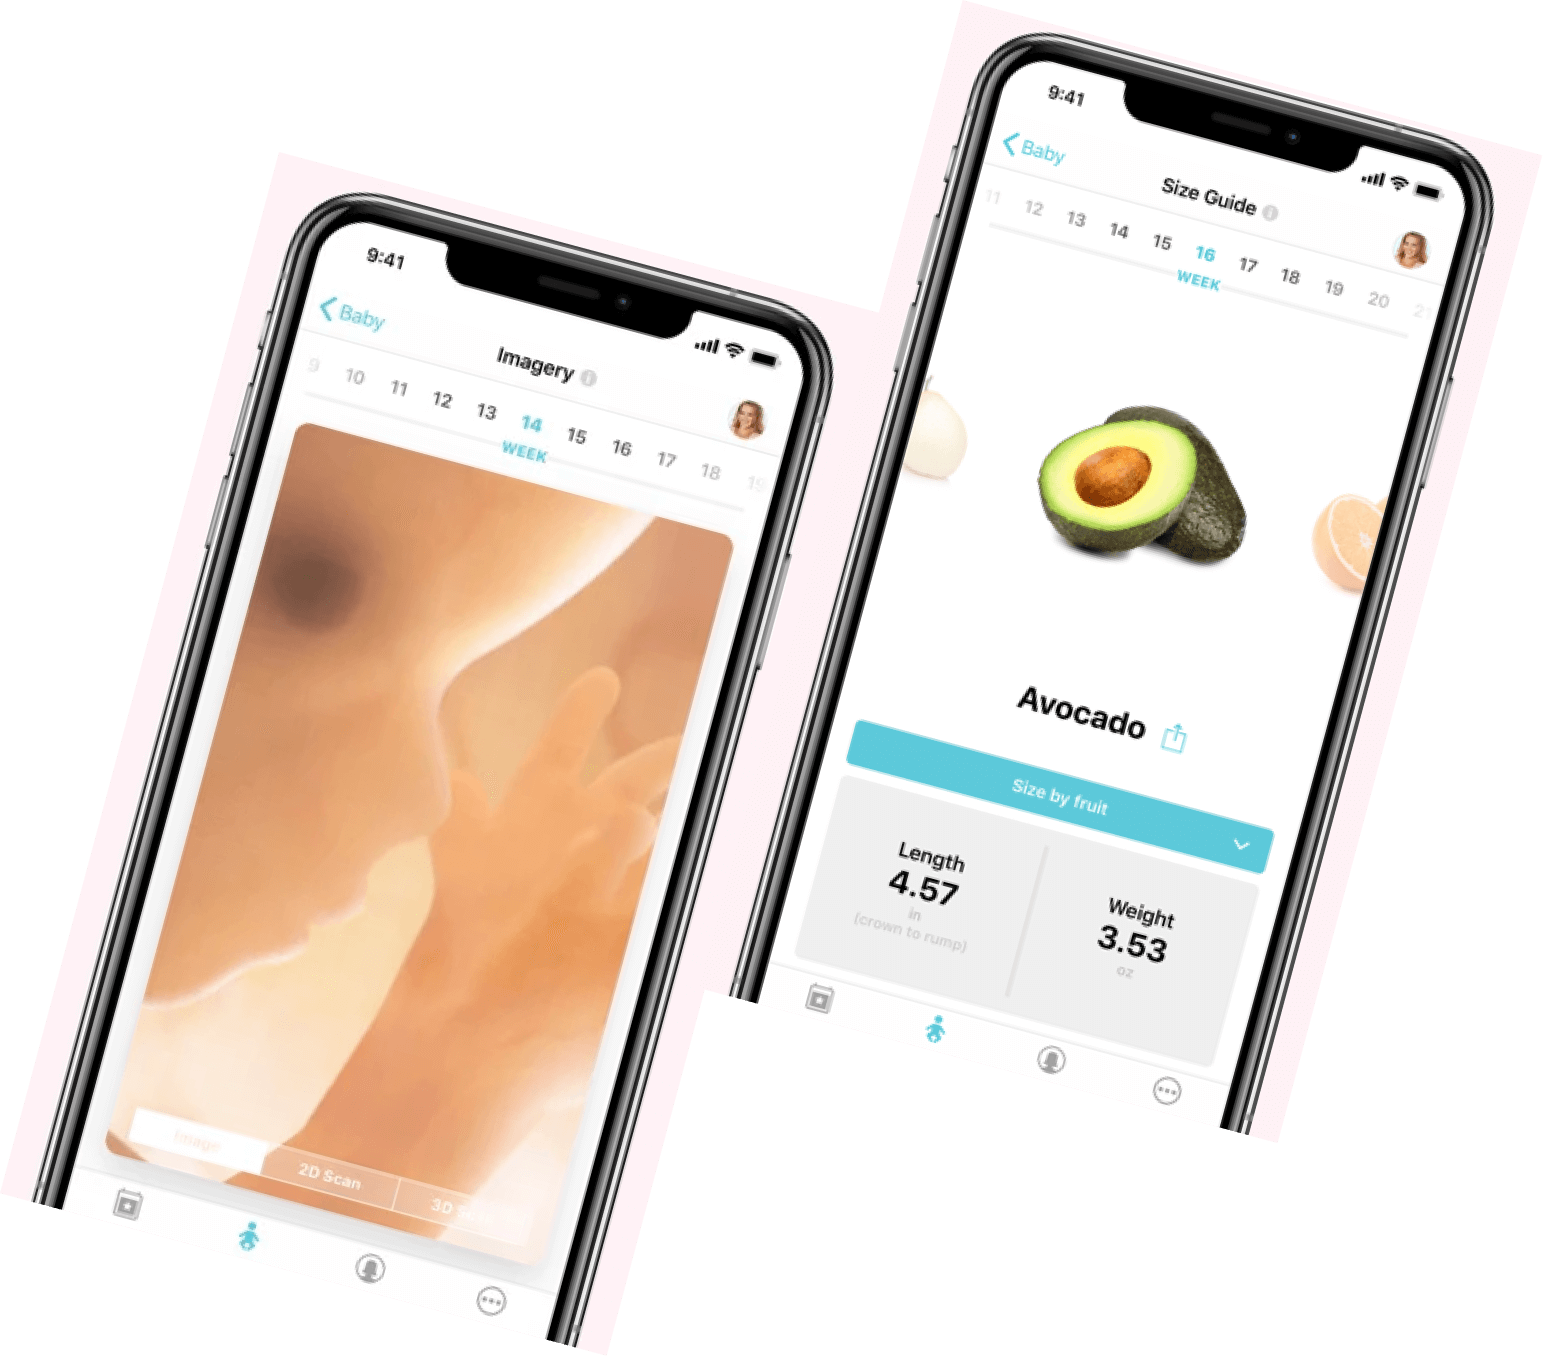 9:41
Baby
Imagery
9 10 11 12 13 14 15 16 17 18 19
WEEK
Image
2D Scan
3D
9:41
Baby
Size Guide
11 12 13 14 15 16 17 18 19 20
WEEK
Avocado
Size by fruit
Length
4.57
in
(crown to rump)
Weight
3.53
oz